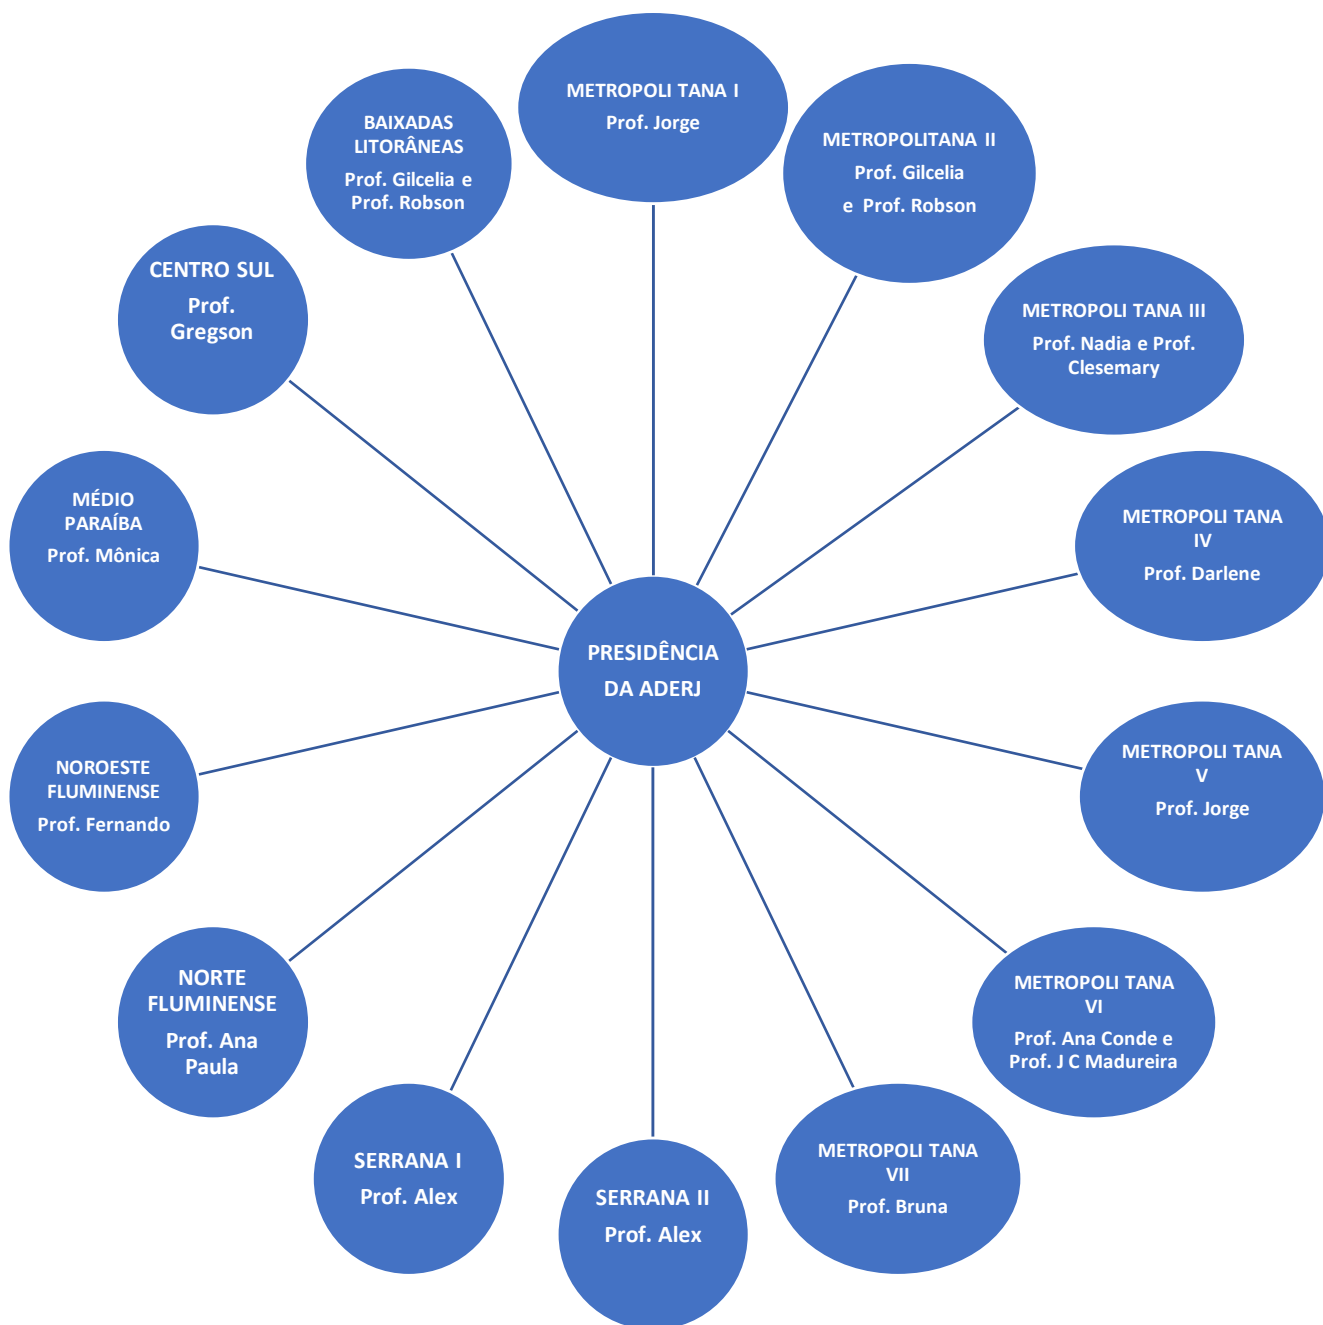 METROPOLI TANA I
Prof. Jorge
METROPOLITANA II
Prof. Gilcelia
e Prof. Robson
METROPOLI TANA III
Prof. Nadia e Prof.
Clesemary
METROPOLI TANA
IV
Prof. Darlene
METROPOLI TANA
V
Prof. Jorge
METROPOLI TANA
VI
Prof. Ana Conde e
Prof. J C Madureira
METROPOLI TANA
VII
Prof. Bruna
SERRANA II
Prof. Alex
SERRANA I
Prof. Alex
NORTE
FLUMINENSE
Prof. Ana
Paula
NOROESTE
FLUMINENSE
Prof. Fernando
MÉDIO
PARAÍBA
Prof. Mônica
CENTRO SUL
Prof.
Gregson
BAIXADAS
LITORÂNEAS
Prof. Gilcelia e
Prof. Robson
PRESIDÊNCIA
DA ADERJ